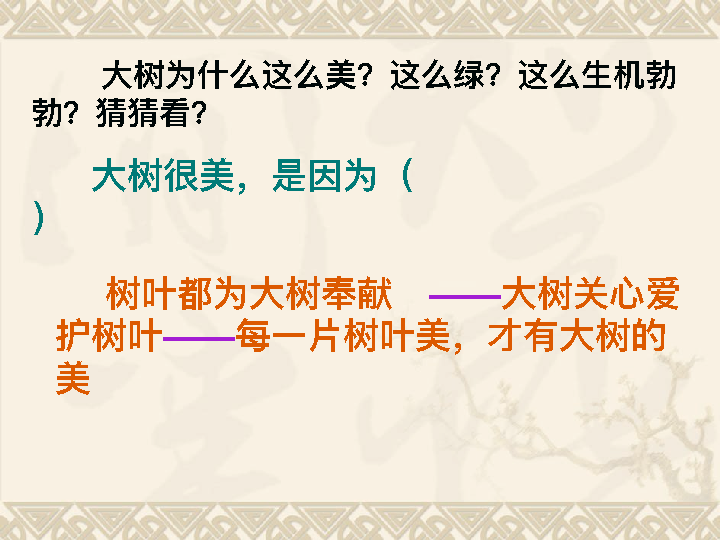 大树为什么这么美？这么绿？这么生机勃
勃？猜猜看？
大树很美，是因为（
）
树叶都为大树奉献 ——大树关心爱
护树叶——每一片树叶美，才有大树的
美